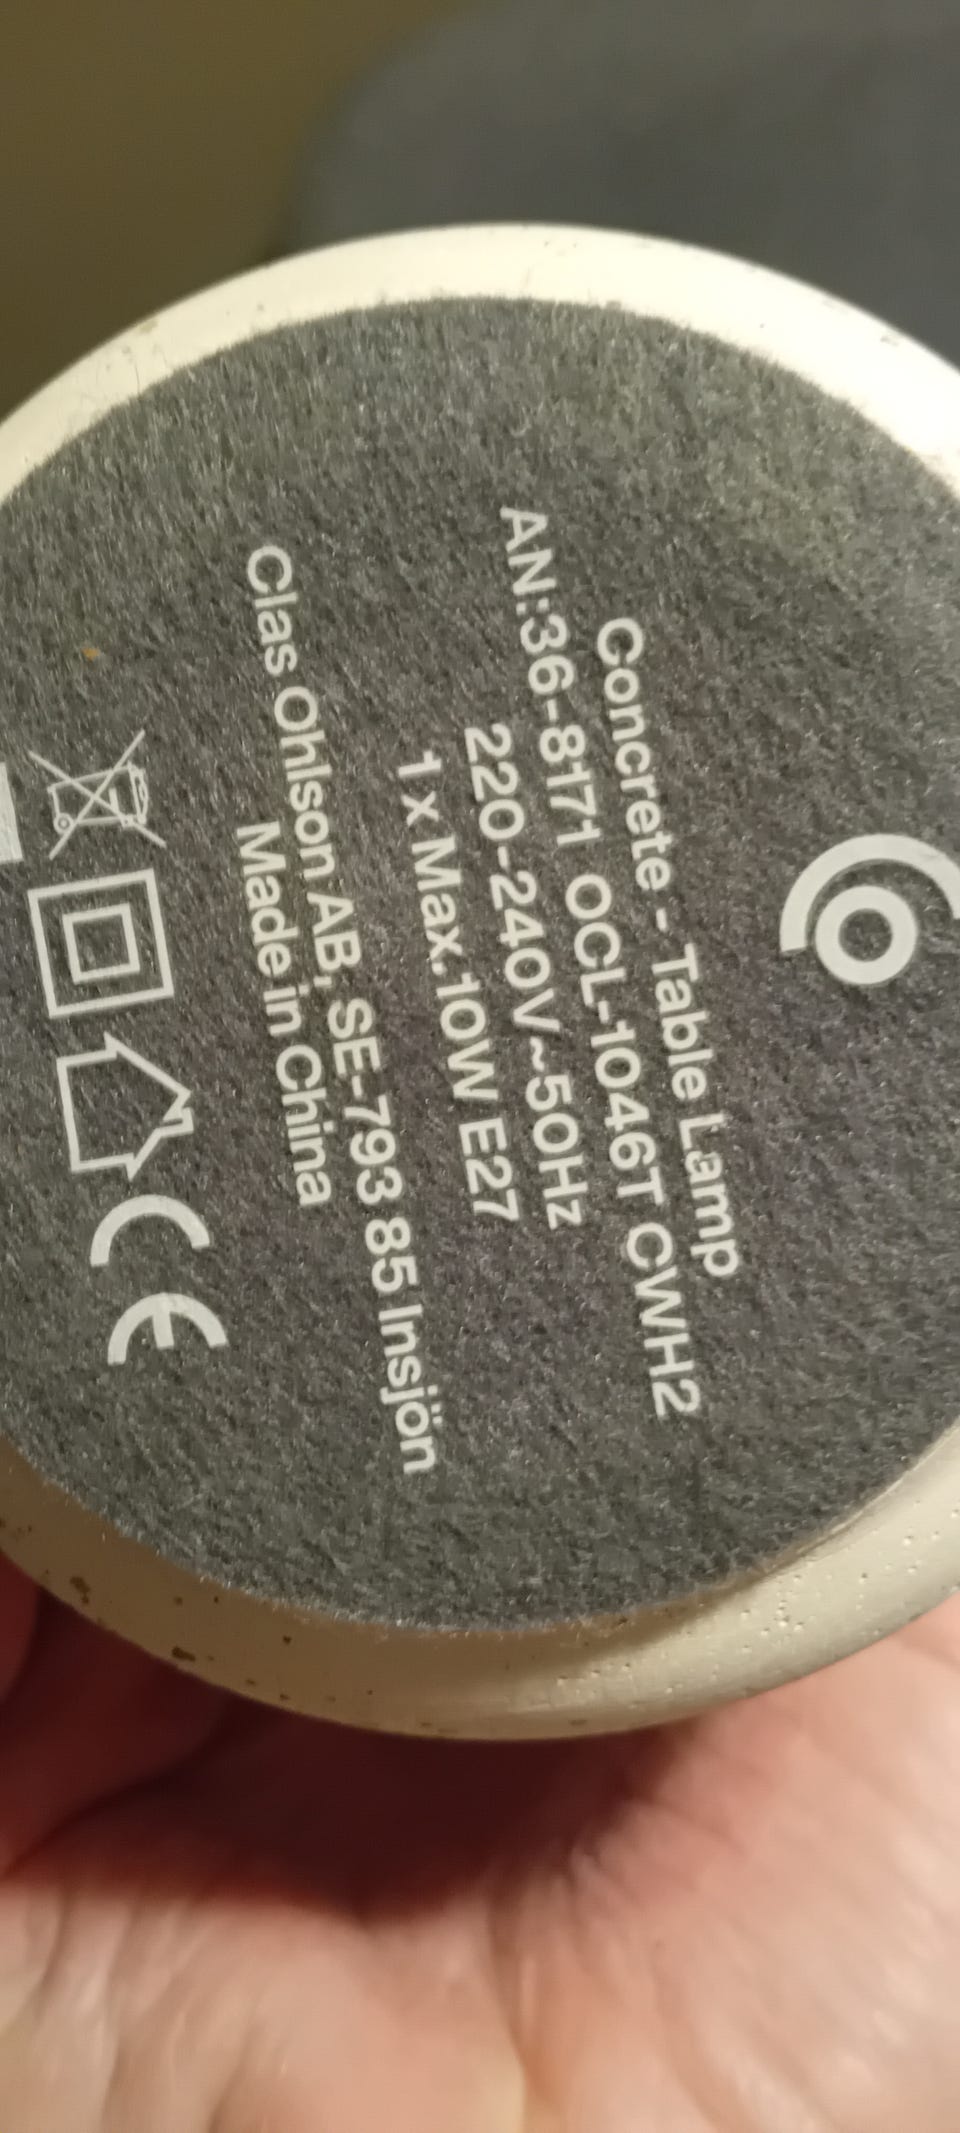 Concrete - Table Lamp
AN:36-8171 OCL-1046T CWH2
220-240V~50Hz
1 x Max.10W E27
Clas Ohlson AB, SE-793 85 Insjön
Made in China
CE